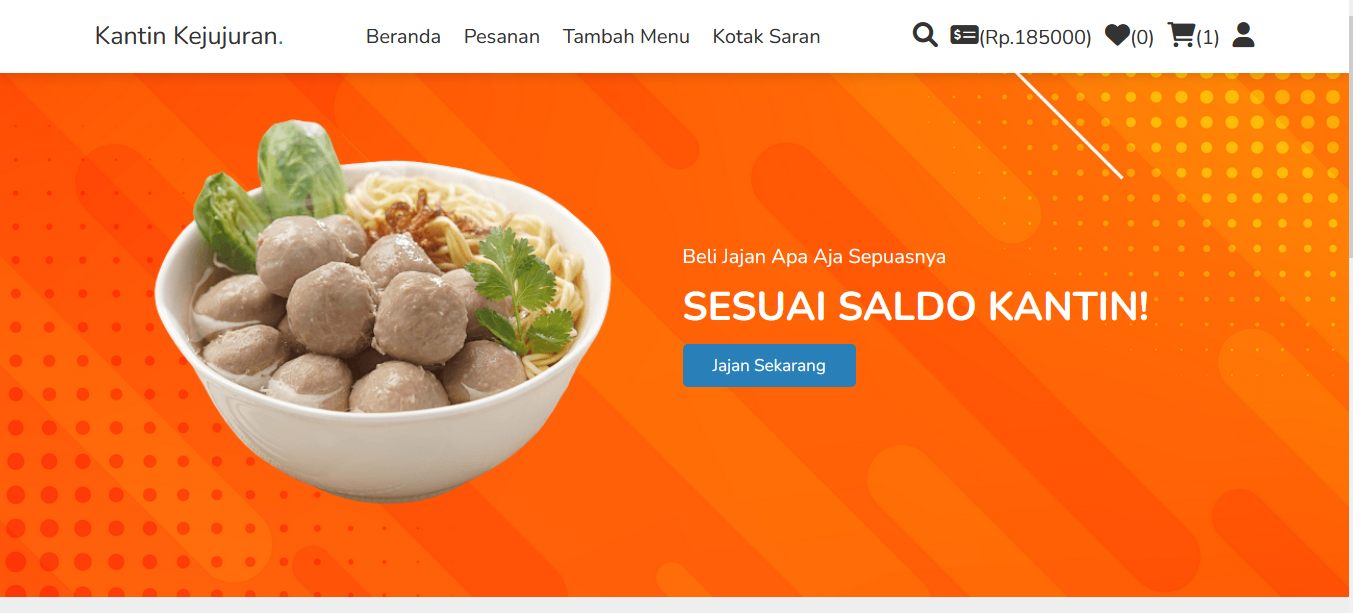 Kantin Kejujuran.
Beranda Pesanan Tambah Menu Kotak Saran
(Rp.185000) (0) (1)
Beli Jajan Apa Aja Sepuasnya
SESUAI SALDO KANTIN!
Jajan Sekarang